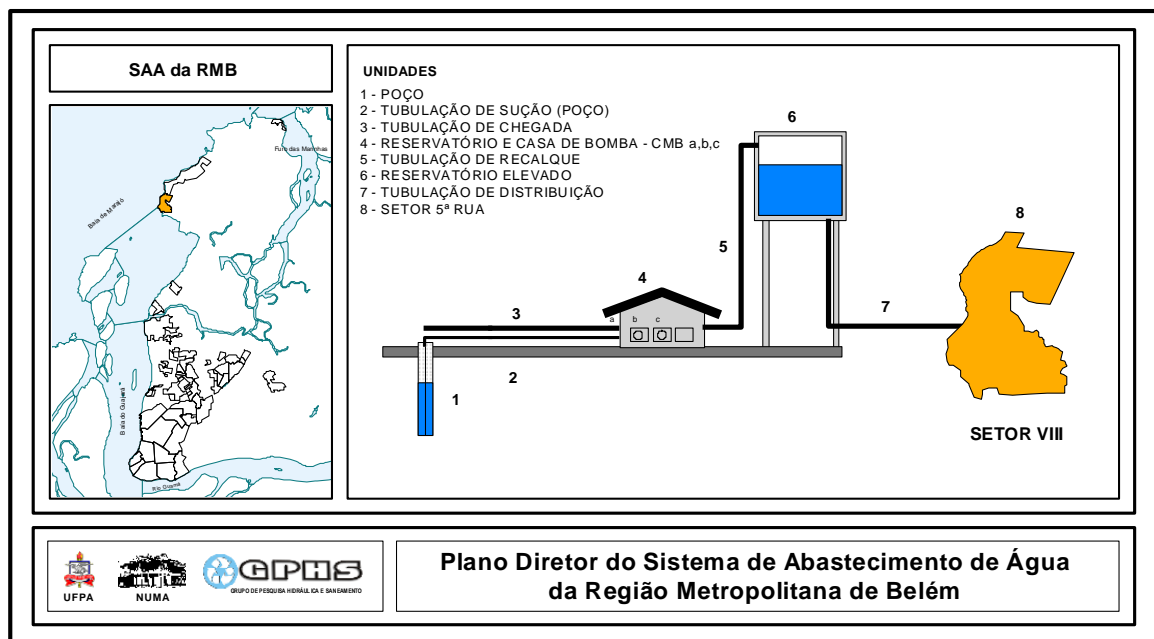 SAA da RMB
Furo das Marinhas
Baía de Marajó
Baía do Guajará
Rio Guamá
UNIDADES
1 - POÇO
2 - TUBULAÇÃO DE SUÇÃO (POÇO)
3 - TUBULAÇÃO DE CHEGADA
4 - RESERVATÓRIO E CASA DE BOMBA - CMB a,b,c
5 - TUBULAÇÃO DE RECALQUE
6 - RESERVATÓRIO ELEVADO
7 - TUBULAÇÃO DE DISTRIBUIÇÃO
8 - SETOR 5ª RUA
6
8
5
4
3
7
a b c
2
1
SETOR VIII
UFPA
NUMA
GPHS
GRUPO DE PESQUISA HIDRÁULICA E SANEAMENTO
Plano Diretor do Sistema de Abastecimento de Água
da Região Metropolitana de Belém